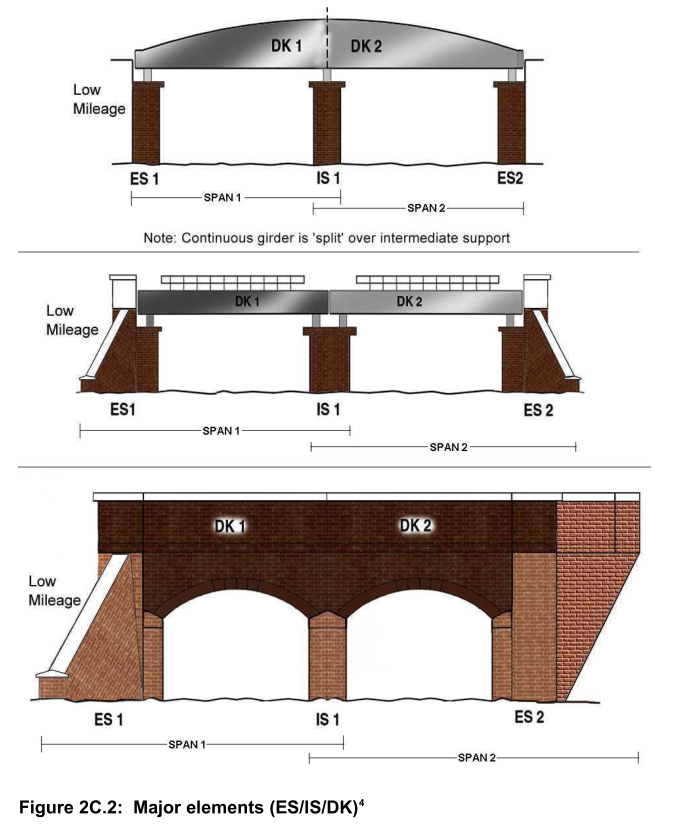 DK 1 DK 2
Low
Mileage
ES 1 IS 1 ES2
SPAN 1
SPAN 2
Note: Continuous girder is 'split' over intermediate support
DK 1 DK 2
Low
Mileage
ES1 IS 1 ES 2
SPAN 1
SPAN 2
DK 1 DK 2
Low
Mileage
ES 1 IS 1 ES 2
SPAN 1
SPAN 2
Figure 2C.2: Major elements (ES/IS/DK)⁴